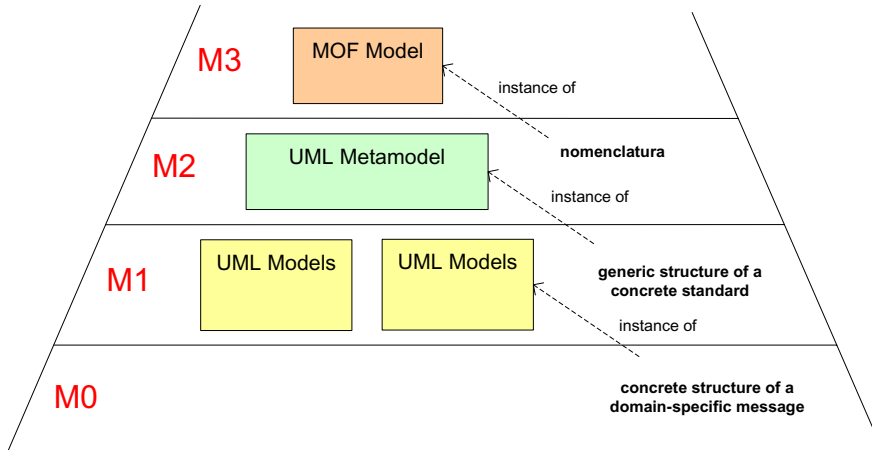 M3
MOF Model
instance of
M2
UML Metamodel
nomenclatura
instance of
M1
UML Models
UML Models
generic structure of a
concrete standard
instance of
M0
concrete structure of a
domain-specific message